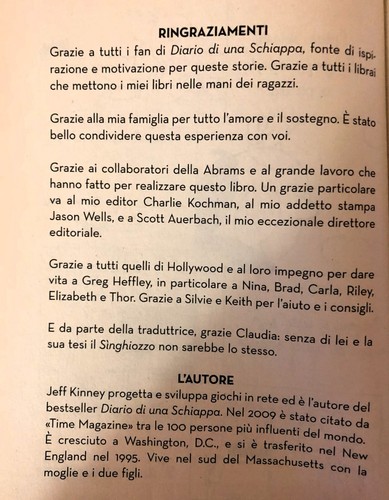 RINGRAZIAMENTI
Grazie a tutti i fan di Diario di una Schiappa, fonte di ispi-
razione e motivazione per queste storie. Grazie a tutti i librai
che mettono i miei libri nelle mani dei ragazzi.
Grazie alla mia famiglia per tutto l'amore e il sostegno. È stato
bello condividere questa esperienza con voi.
Grazie ai collaboratori della Abrams e al grande lavoro che
hanno fatto per realizzare questo libro. Un grazie particolare
va al mio editor Charlie Kochman, al mio addetto stampa
Jason Wells, e a Scott Auerbach, il mio eccezionale direttore
editoriale.
Grazie a tutti quelli di Hollywood e al loro impegno per dare
vita a Greg Heffley, in particolare a Nina, Brad, Carla, Riley,
Elizabeth e Thor. Grazie a Silvie e Keith per l'aiuto e i consigli.
E da parte della traduttrice, grazie Claudia: senza di lei e la
sua tesi il Sìnghiozzo non sarebbe lo stesso.
L'AUTORE
Jeff Kinney progetta e sviluppa giochi in rete ed è l'autore del
bestseller Diario di una Schiappa. Nel 2009 è stato citato da
«Time Magazine» tra le 100 persone più influenti del mondo.
È cresciuto a Washington, D.C., e si è trasferito nel New
England nel 1995. Vive nel sud del Massachusetts con la
moglie e i due figli.